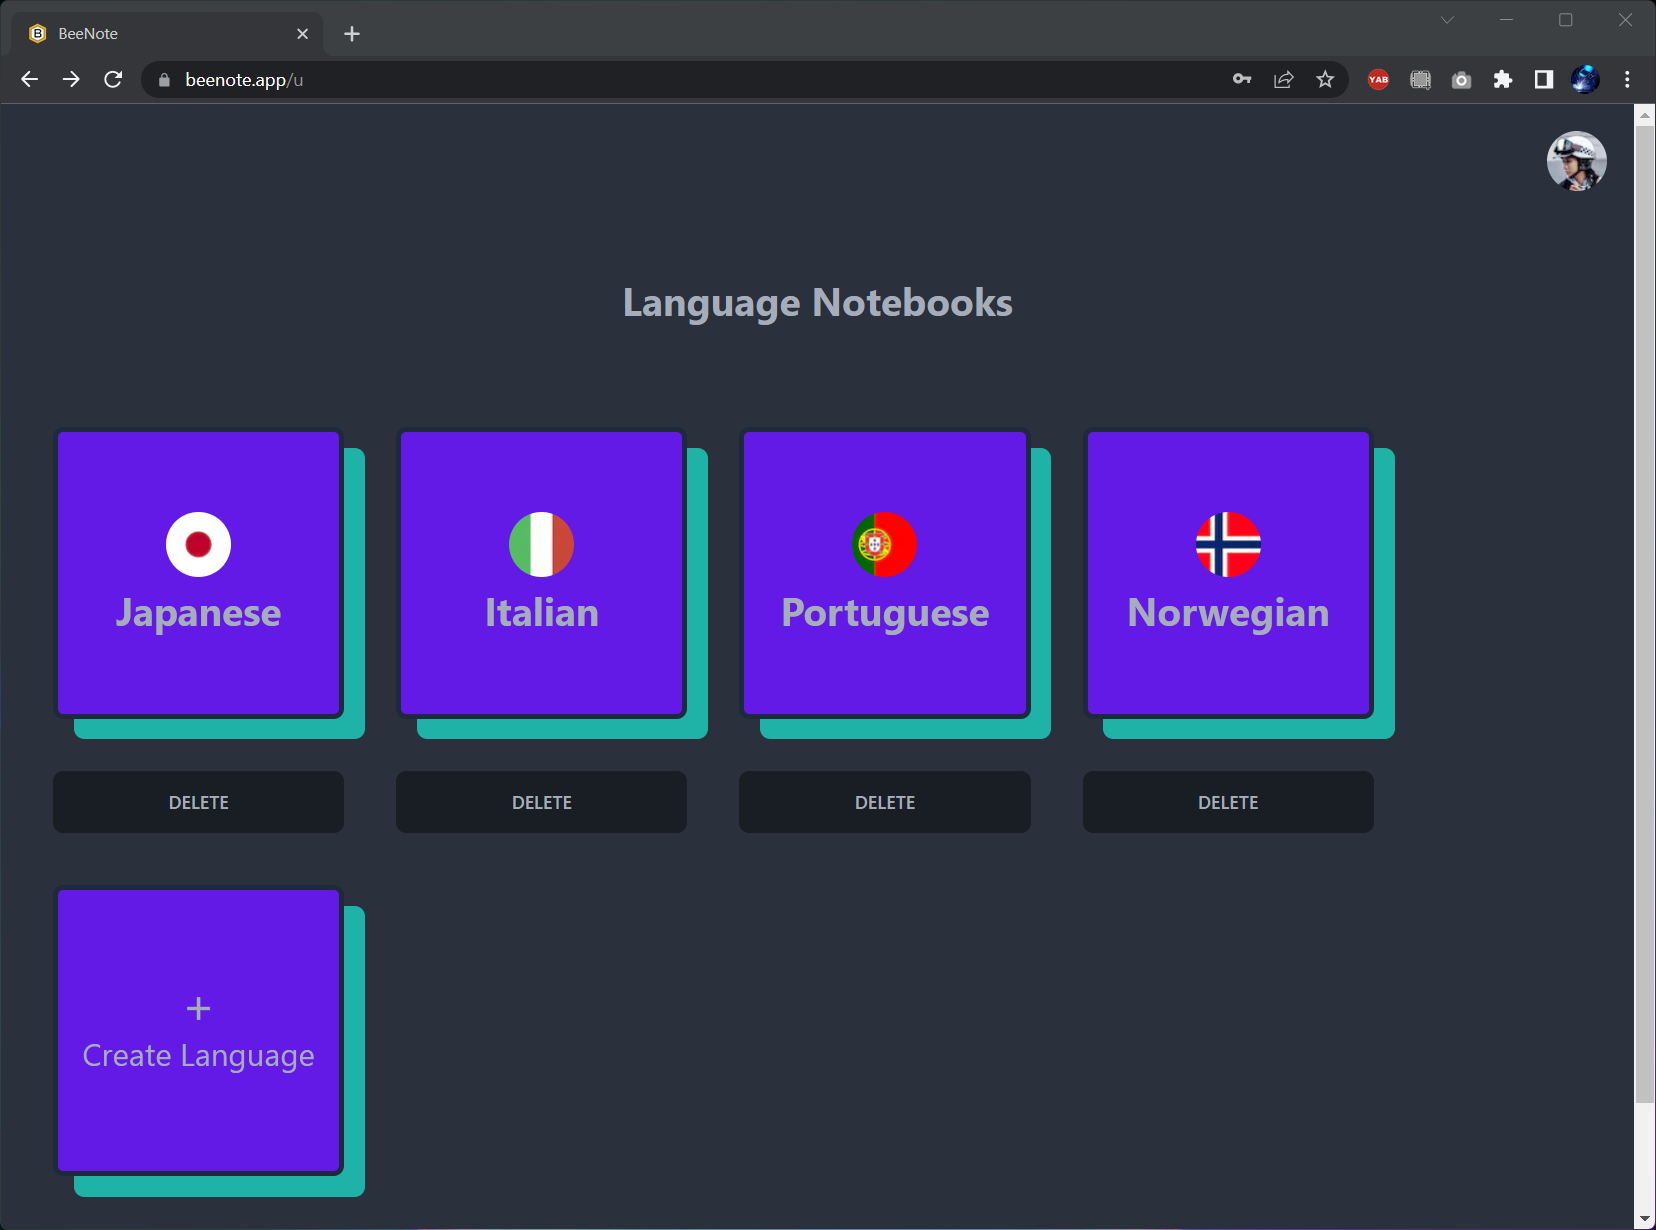 BeeNote
beenote.app/u
YAB
Language Notebooks
Japanese
Italian
Portuguese
Norwegian
DELETE
DELETE
DELETE
DELETE
+
Create Language